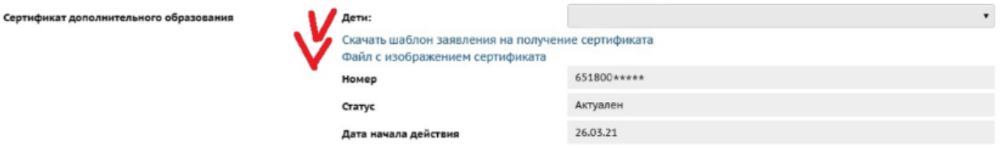 Сертификат дополнительного образования
Дети:
Скачать шаблон заявления на получение сертификата
Файл с изображением сертификата
Номер 651800*****
Статус Актуален
Дата начала действия 26.03.21